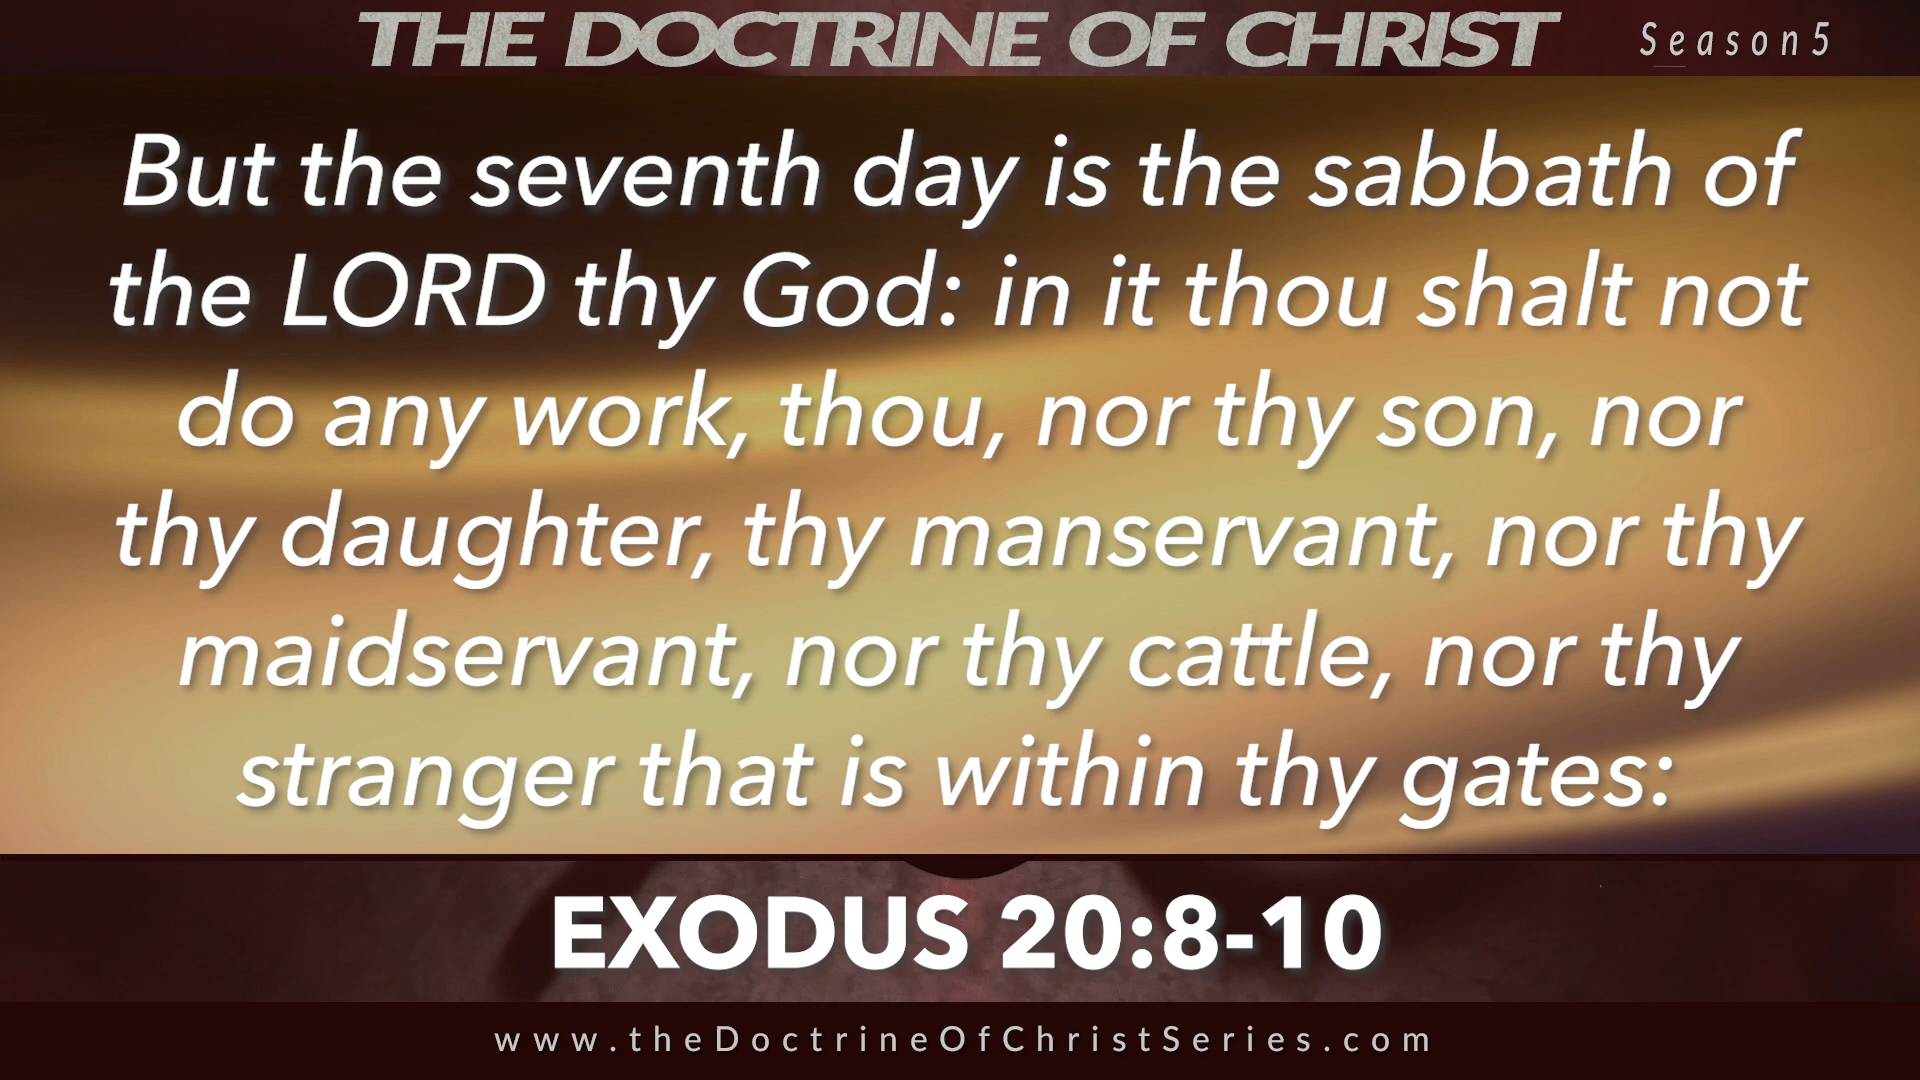 THE DOCTRINE OF CHRIST
Season5
But the seventh day is the sabbath of
the LORD thy God: in it thou shalt not
do any work, thou, nor thy son, nor
thy daughter, thy manservant, nor thy
maidservant, nor thy cattle, nor thy
stranger that is within thy gates:
EXODUS 20:8-10
www.theDoctrineOfChristSeries.com